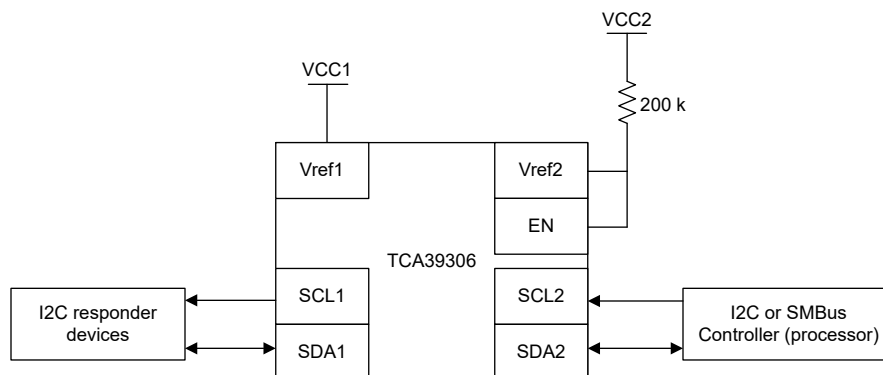 VCC2
VCC1
200 k
Vref1
Vref2
EN
TCA39306
SCL1
SCL2
I2C responder
devices
I2C or SMBus
Controller (processor)
SDA1
SDA2